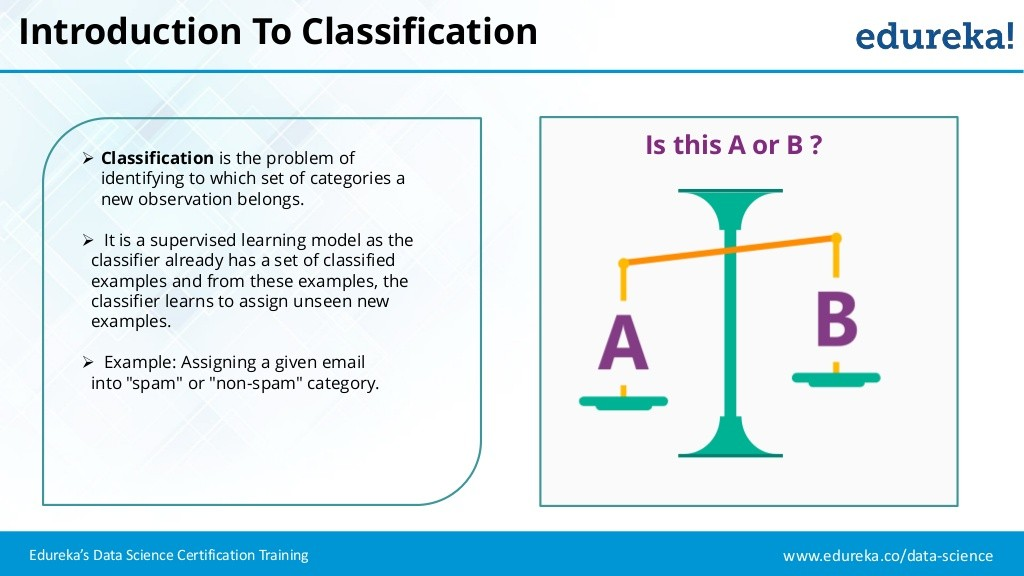 Introduction To Classification
edureka!
➢ Classification is the problem of
identifying to which set of categories a
new observation belongs.
➢ It is a supervised learning model as the
classifier already has a set of classified
examples and from these examples, the
classifier learns to assign unseen new
examples.
➢ Example: Assigning a given email
into "spam" or "non-spam" category.
Is this A or B ?
A
B
Edureka’s Data Science Certification Training
www.edureka.co/data-science